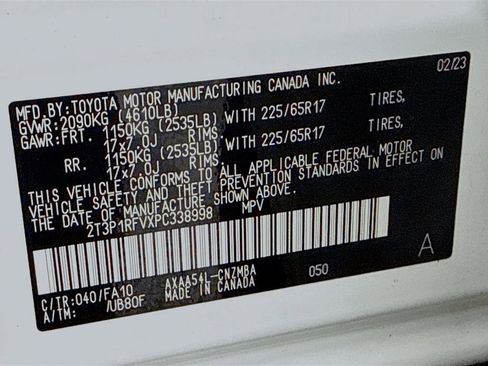 MFD.BY:TOYOTA MOTOR MANUFACTURING CANADA INC. 02/23
GVWR:2090KG (4610LB)
GAWR:FRT. 1150KG (2535LB) WITH 225/65R17 TIRES,
17x7.0J RIMS,
RR. 1150KG (2535LB) WITH 225/65R17 TIRES,
17x7.0J RIMS.
THIS VEHICLE CONFORMS TO ALL APPLICABLE FEDERAL MOTOR
VEHICLE SAFETY AND THEFT PREVENTION STANDARDS IN EFFECT ON
THE DATE OF MANUFACTURE SHOWN ABOVE.
2T3P1RFVXPC338998 MPV
C/TR:040/FA10 AXAA54L-CNZMBA 050 A
A/TM: /UB80F MADE IN CANADA